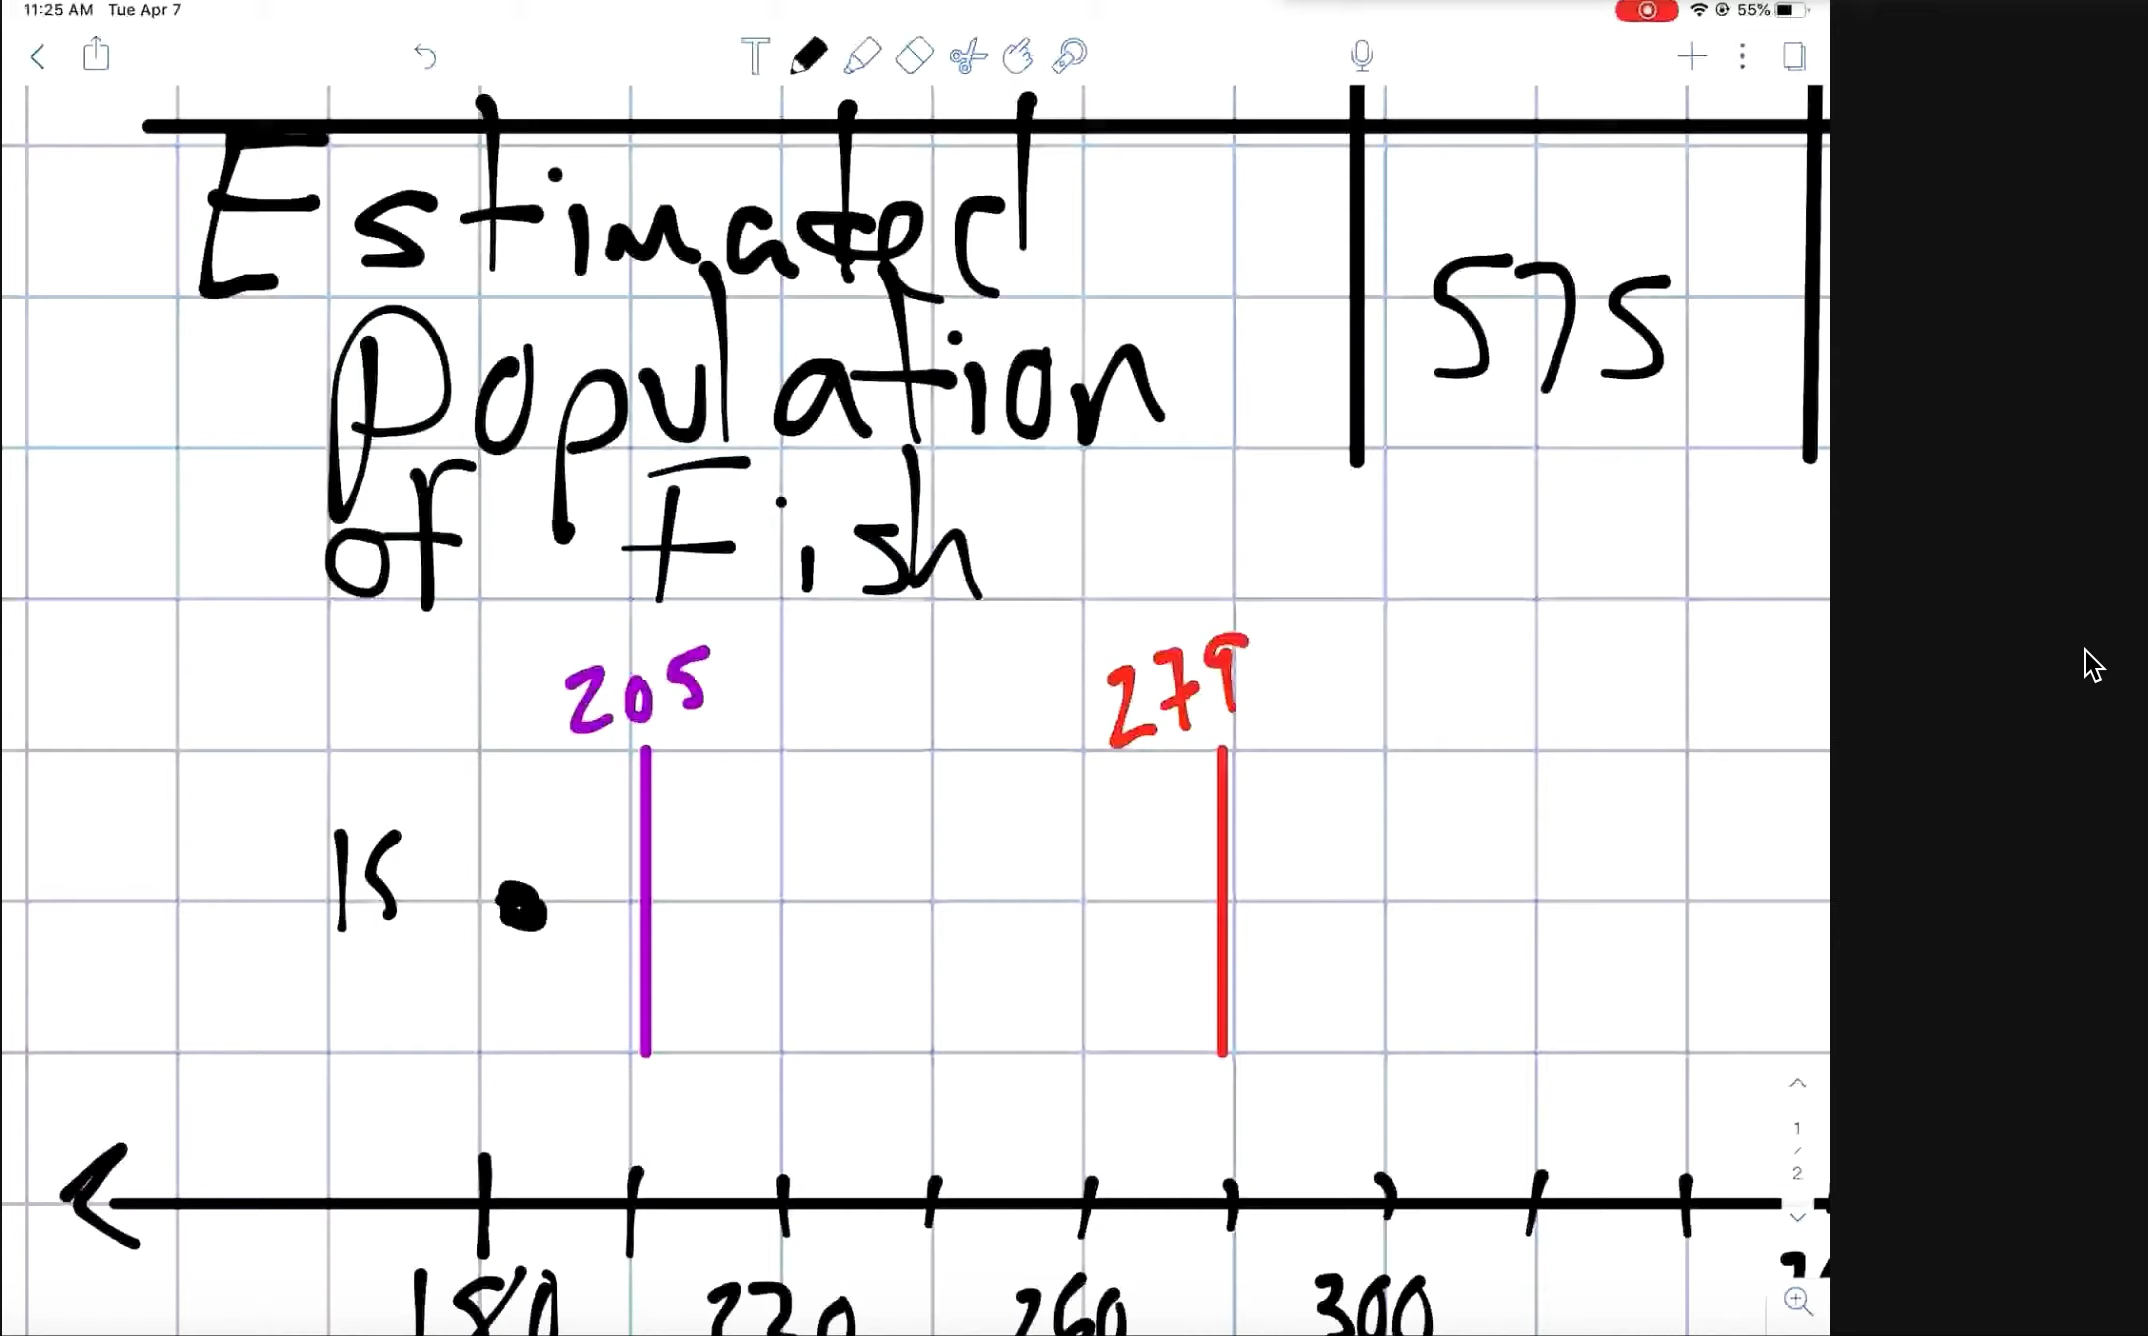 11:25 AM Tue Apr 7
55%
T
Estimated
575
Population
of Fish
205 279
15
1
/
2
180 220 260 300